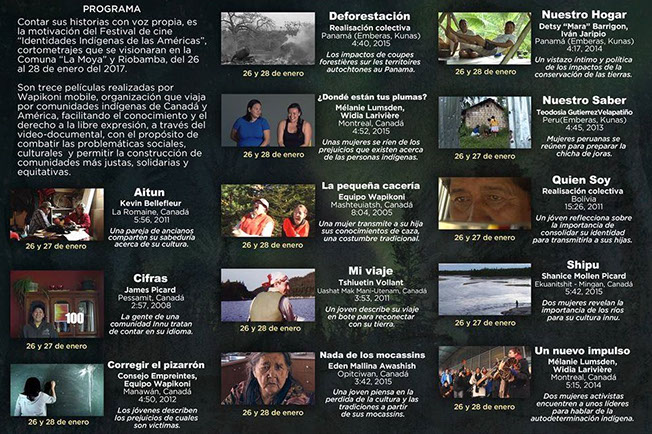 PROGRAMA
Contar sus historias con voz propia, es
la motivación del Festival de cine
“Identidades Indígenas de las Américas”,
cortometrajes que se visionaran en la
Comuna “La Moya” y Riobamba, del 26
al 28 de enero del 2017.
Son trece películas realizadas por
Wapikoni mobile, organización que viaja
por comunidades indígenas de Canadá y
América, facilitando el conocimiento y el
derecho a la libre expresión, a través del
video-documental, con el propósito de
combatir las problemáticas sociales,
culturales y permitir la construcción de
comunidades más justas, solidarias y
equitativas.
Aitun
Kevin Bellefleur
La Romaine, Canadá
5:56, 2011
Una pareja de ancianos
comparten su sabeduría
acerca de su cultura.
26 y 27 de enero
Cifras
James Picard
Pessamit, Canadá
2:57, 2008
La gente de una
comunidad Innu tratan
de contar en su idioma.
100
26 y 27 de enero
Corregir el pizarrón
Consejo Empreintes,
Equipo Wapikoni
Manawan, Canadá
4:50, 2012
Los jóvenes describen
los prejuicios de cuales
son víctimas.
26 y 27 de enero
Deforestación
Realisación colectiva
Panamá (Emberas, Kunas)
4:40, 2015
Los impactos de coupes
forestières sur les territoires
autochtones au Panama.
26 y 28 de enero
¿Dondé están tus plumas?
Mélanie Lumsden,
Widia Larivière
Montreal, Canadá
4:52, 2015
Unas mujeres se ríen de los
prejuicios que existen acerca
de las personas indígenas.
26 y 28 de enero
La pequeña cacería
Equipo Wapikoni
Mashteuiatsh, Canadá
8:04, 2005
Una mujer transmite a su hija
sus conocimientos de caza,
una costumbre tradicional.
26 y 28 de enero
Mi viaje
Tshiuetin Vollant
Uashat Mak Mani-Utenam, Canadá
3:53, 2011
Un joven describe su viaje
en bote para reconectar
con su tierra.
26 y 28 de enero
Nada de los mocassins
Eden Mallina Awashish
Opitciwan, Canadá
3:42, 2015
Una joven piensa en la
perdida de la cultura y las
tradiciones a partir
de sus mocassins.
26 y 28 de enero
Nuestro Hogar
Detsy “Mara” Barrigon,
Iván Jaripio
Panamá (Emberas, Kunas)
4:17, 2014
Un vistazo intimo y política
de los impactos de la
conservación de las tierras.
26 y 28 de enero
Nuestro Saber
Teodosia GutierrezVelapatiño
Peru(Emberas, Kunas)
4:45, 2013
Mujeres peruanas se
reúnen para preparar la
chicha de joras.
26 y 27 de enero
Quien Soy
Realisación colectiva
Bolivia
15:26, 2011
Un jóven reflecciona sobre
la importancia de
consolidar su identidad
para transmitirla a sus hijas.
26 y 27 de enero
Shipu
Shanice Mollen Picard
Ekuanitshit - Mingan, Canadá
5:42, 2015
Dos mujeres revelan la
importancia de los ríos
para su cultura innu.
26 y 27 de enero
Un nuevo impulso
Mélanie Lumsden,
Widia Larivière
Montreal, Canadá
5:15, 2014
Dos mujeres activistas
encuentren a unos líderes
para hablar de la
autodeterminación indígena.
26 y 28 de enero